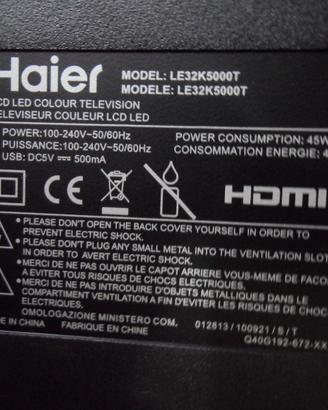 Haier
MODEL: LE32K5000T
MODELE: LE32K5000T
CD LED COLOUR TELEVISION
ELEVISEUR COULEUR LCD LED
POWER:100-240V~50/60Hz
PUISSANCE:100-240V~50/60Hz
USB: DC5V 500mA
POWER CONSUMPTION: 45W
CONSOMMATION ENERGIE: 4
CE
HDMI
• PLEASE DON'T OPEN THE BACK COVER YOURSELF IN ORDER TO
PREVENT ELECTRIC SHOCK.
• PLEASE DON'T PLUG ANY SMALL METAL INTO THE VENTILATION SLOT
IN ORDER TO AVERT ELECTRIC SHOCK.
• MERCI DE NE PAS OUVRIR LE CAPOT ARRIERE VOUS-MEME DE FACO
A EVITER TOUS RISQUES DE CHOCS ELECTRIQUES.
• MERCI DE NE PAS INTRODUIRE D'OBJETS METALLIQUES DANS LE
COMPARTIMENT VENTILATION A FIN D'EVITER LES RISQUES DE CHOC
ELECTRIQUES.
OMOLOGAZIONE MINISTERO COM. 012813 / 100921 / S / T
E IN CHINA FABRIQUE EN CHINE Q40G192-672-XX